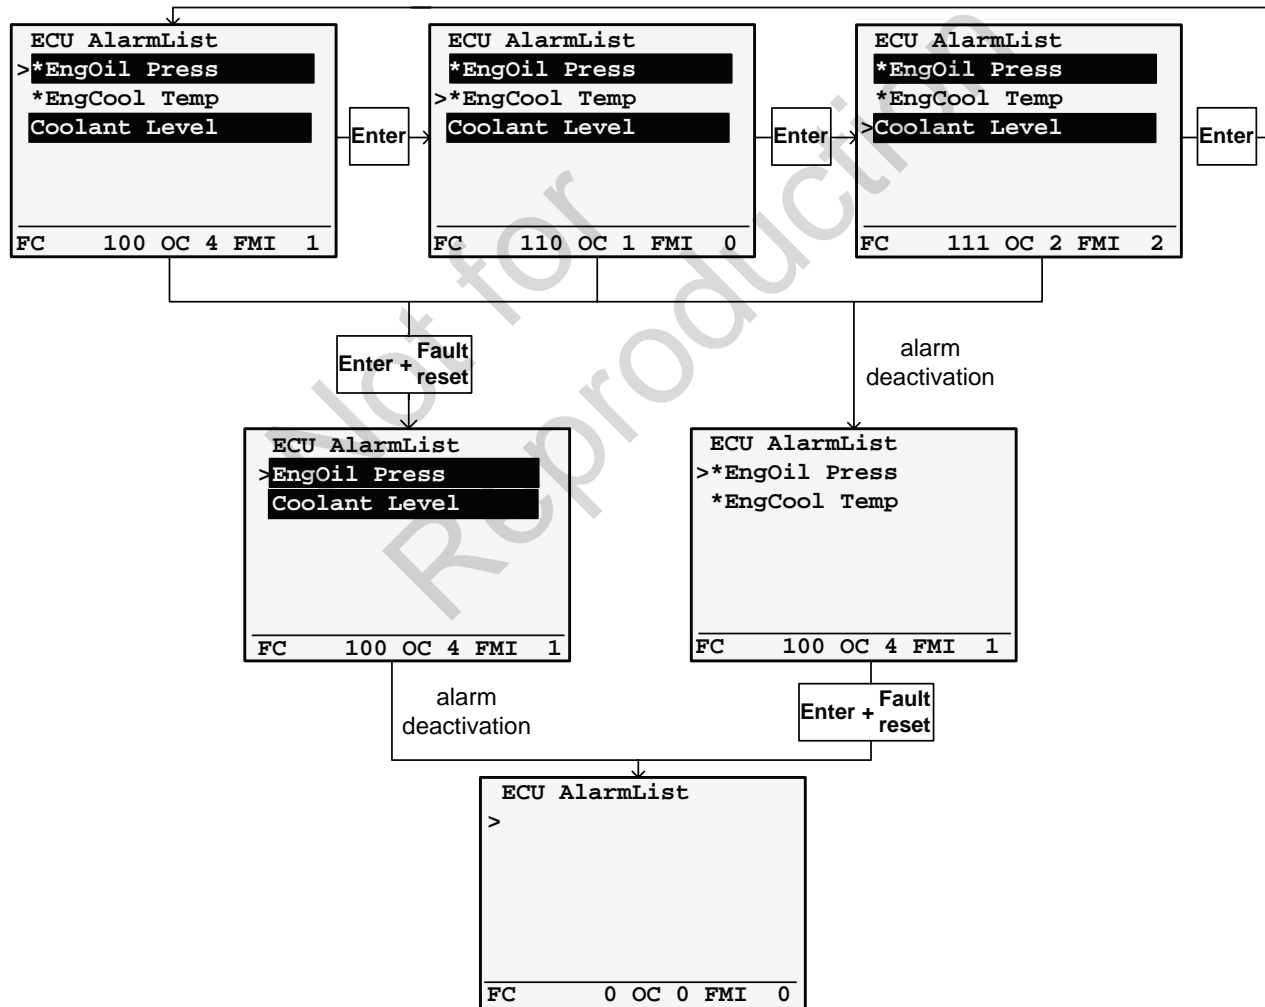 ECU AlarmList
>*EngOil Press
*EngCool Temp
Coolant Level
FC 100 OC 4 FMI 1
Enter
ECU AlarmList
*EngOil Press
>*EngCool Temp
Coolant Level
FC 110 OC 1 FMI 0
Enter
ECU AlarmList
*EngOil Press
*EngCool Temp
>Coolant Level
FC 111 OC 2 FMI 2
Enter
Enter + Fault
reset
alarm
deactivation
ECU AlarmList
>EngOil Press
Coolant Level
FC 100 OC 4 FMI 1
ECU AlarmList
>*EngOil Press
*EngCool Temp
FC 100 OC 4 FMI 1
alarm
deactivation
Enter + Fault
reset
ECU AlarmList
>
FC 0 OC 0 FMI 0
Not for
Reproduction